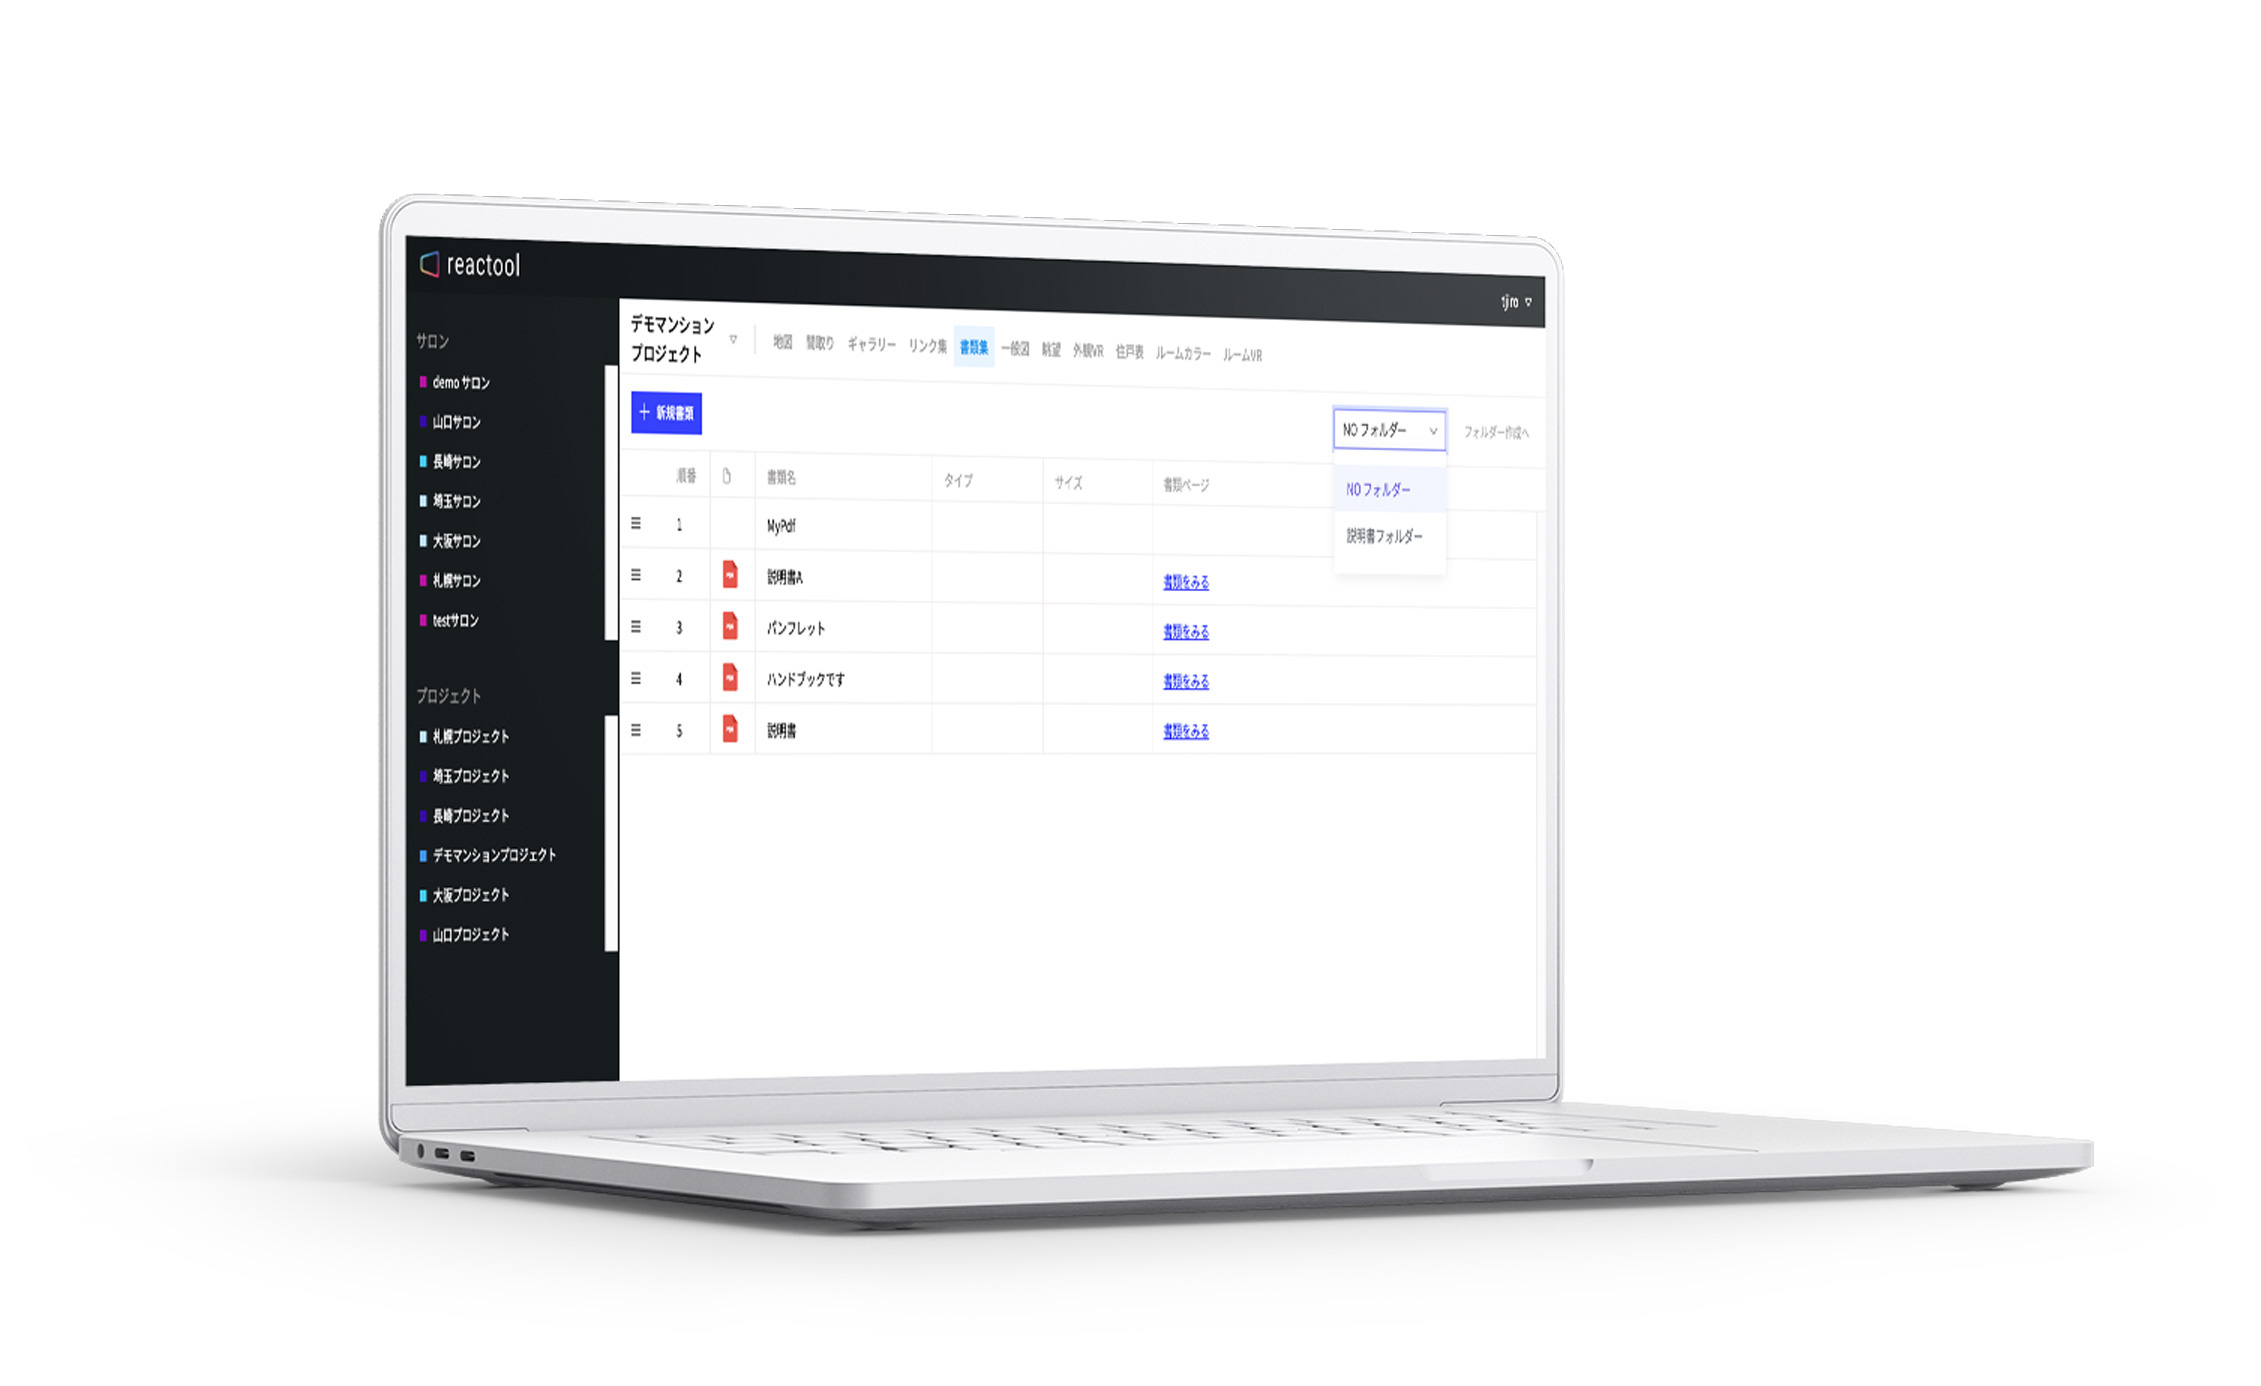 reactool
tjiro
サロン
demo サロン
山口サロン
長崎サロン
埼玉サロン
大阪サロン
札幌サロン
testサロン
プロジェクト
札幌プロジェクト
埼玉プロジェクト
長崎プロジェクト
デモマンションプロジェクト
大阪プロジェクト
山口プロジェクト
デモマンション
プロジェクト
地図 間取り ギャラリー リンク集 書類集 一般図 眺望 外観VR 住戸表 ルームカラー ルームVR
+ 新規書類
NO フォルダー
フォルダー作成へ
NO フォルダー
説明書フォルダー
順番 書類名 タイプ サイズ 書類ページ
1 MyPdf
2 説明書A 書類をみる
3 パンフレット 書類をみる
4 ハンドブックです 書類をみる
5 説明書 書類をみる